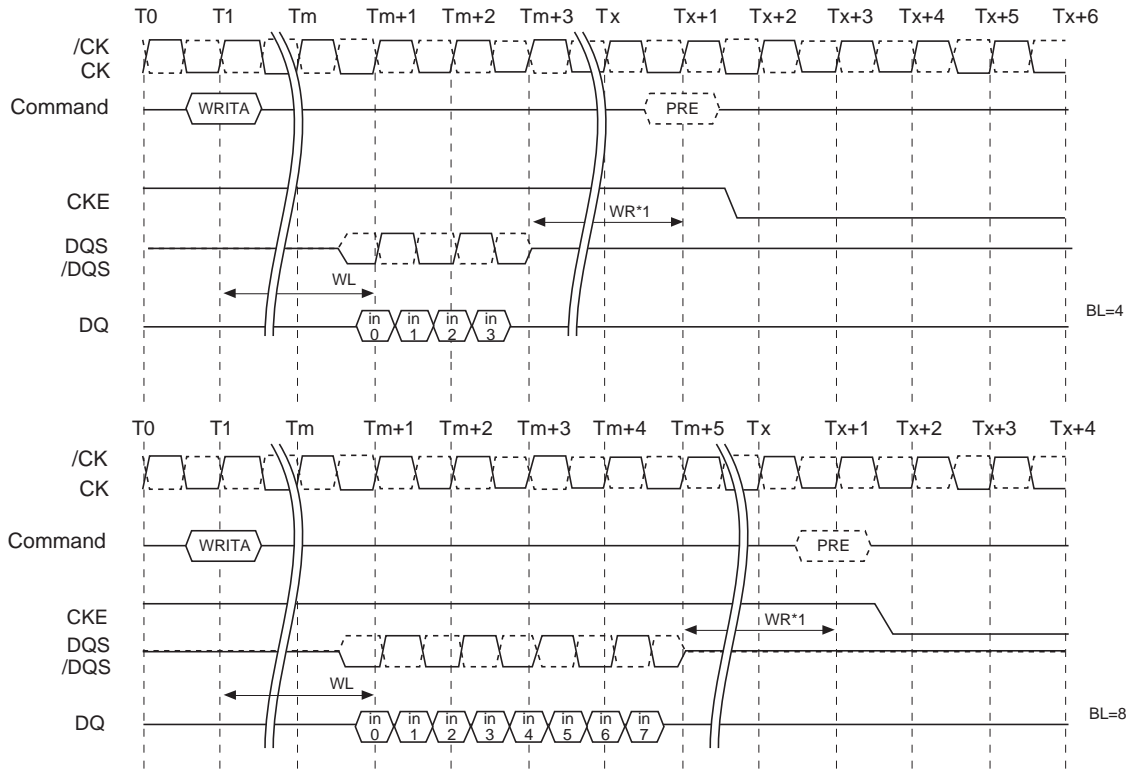 T0 T1 Tm Tm+1 Tm+2 Tm+3 Tx Tx+1 Tx+2 Tx+3 Tx+4 Tx+5 Tx+6
/CK
CK
Command WRITA PRE
CKE
WR*1
DQS
/DQS
WL
DQ in 0 in 1 in 2 in 3
BL=4
T0 T1 Tm Tm+1 Tm+2 Tm+3 Tm+4 Tm+5 Tx Tx+1 Tx+2 Tx+3 Tx+4
/CK
CK
Command WRITA PRE
CKE
WR*1
DQS
/DQS
WL
DQ in 0 in 1 in 2 in 3 in 4 in 5 in 6 in 7
BL=8